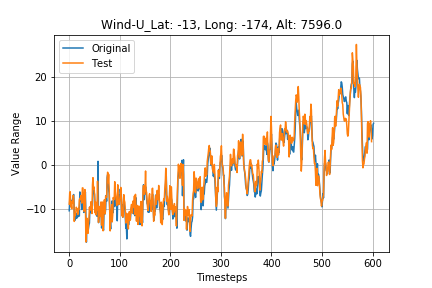 Wind-U_Lat: -13, Long: -174, Alt: 7596.0
Original
Test
Value Range
20
10
0
−10
0
100
200
300
400
500
600
Timesteps